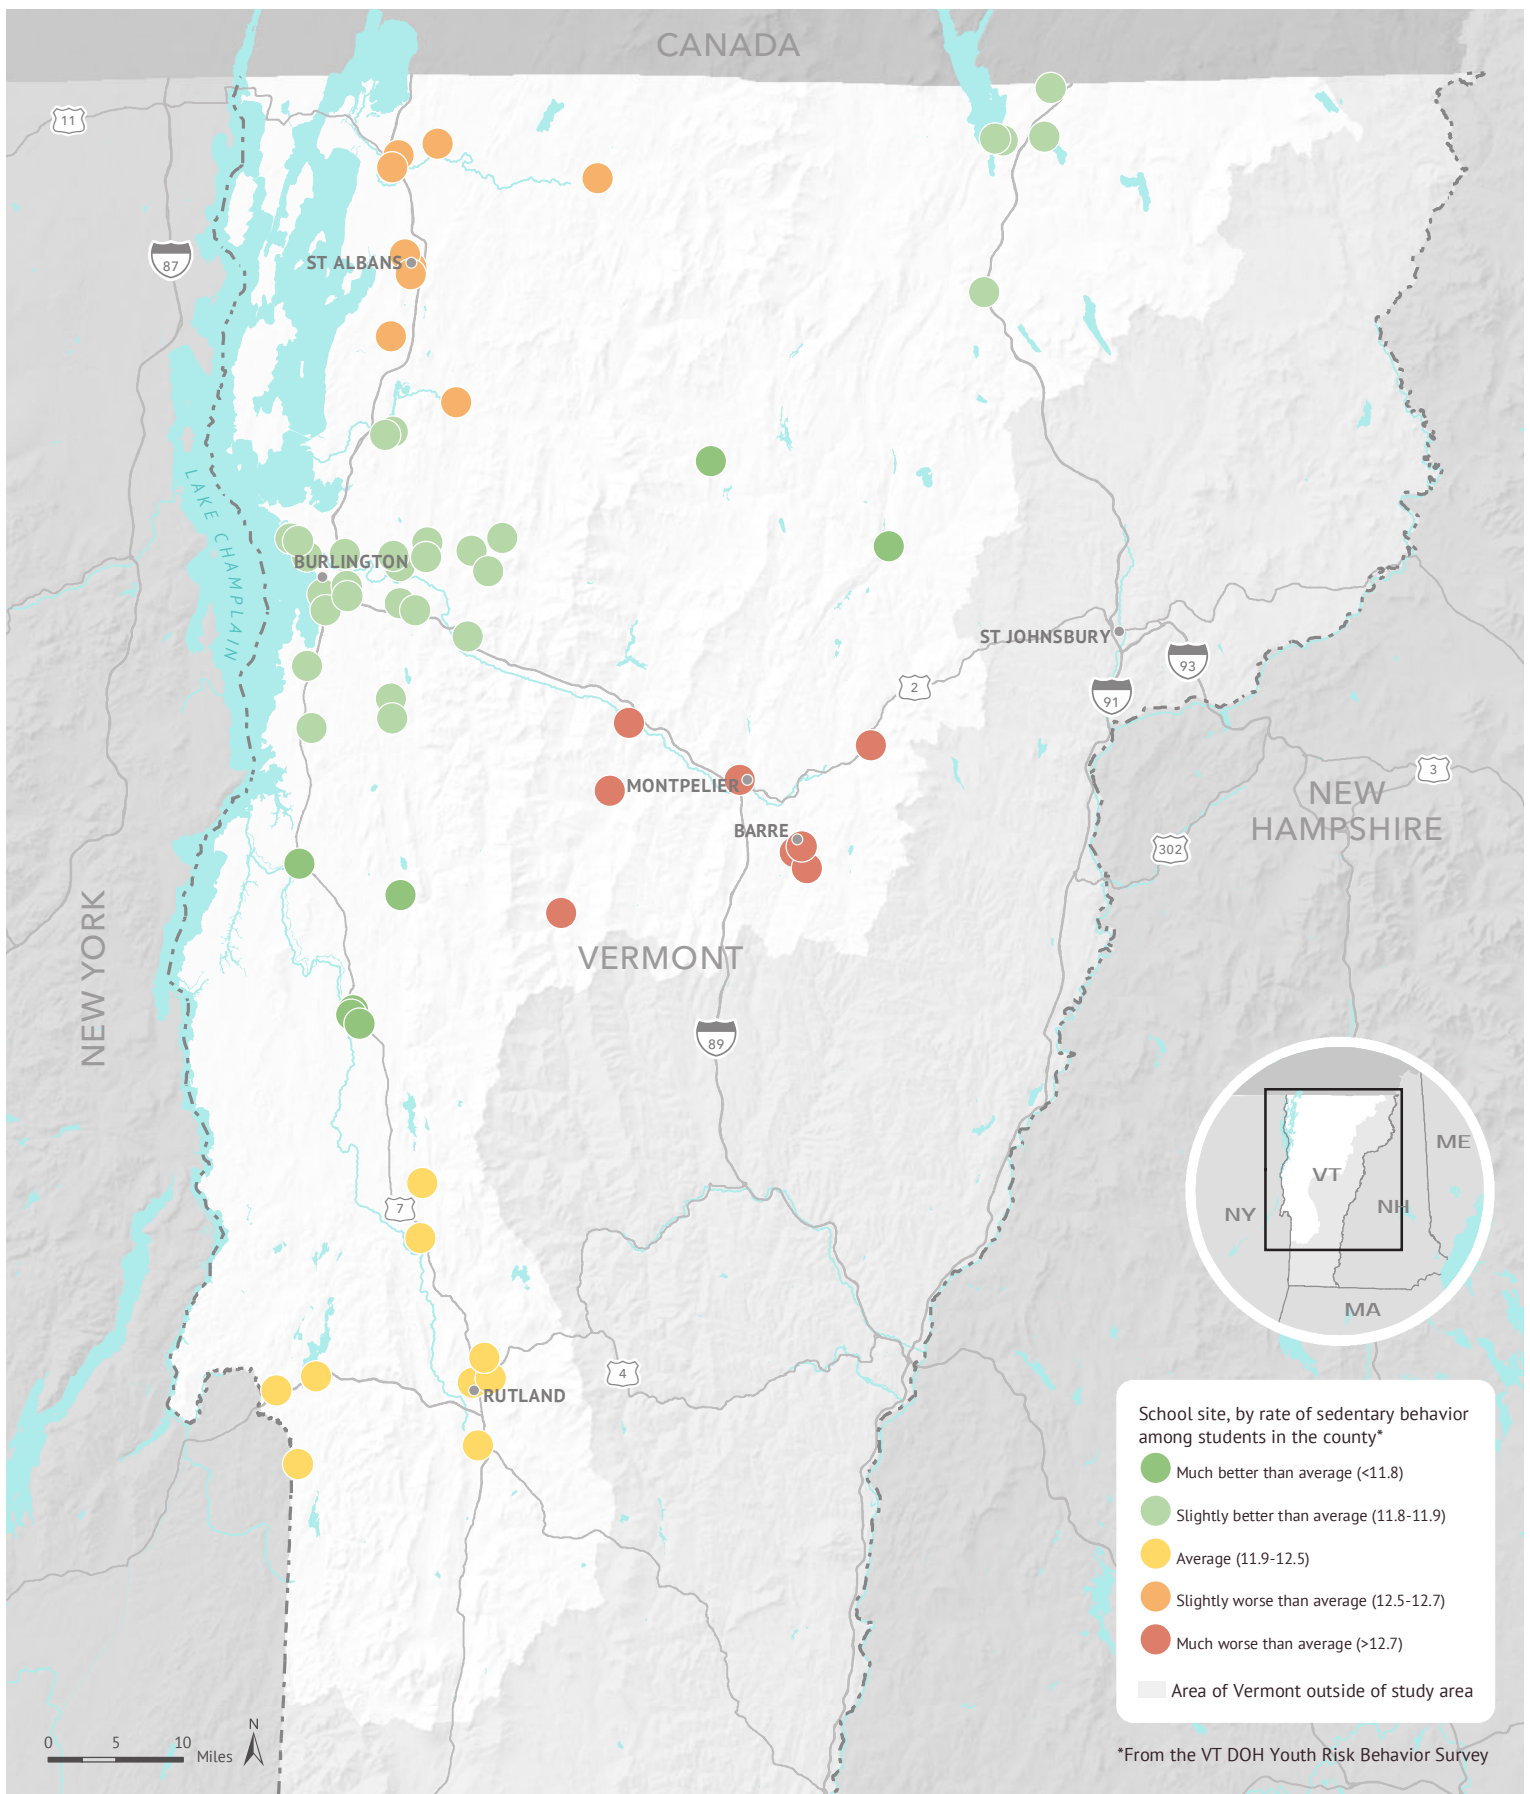 CANADA
11
87
ST ALBANS
LAKE CHAMPLAIN
BURLINGTON
ST JOHNSBURY
93
2
91
MONTPELIER
3
NEW
HAMPSHIRE
BARRE
302
NEW YORK
VERMONT
89
ME
VT
NY
NH
7
MA
4
RUTLAND
School site, by rate of sedentary behavior
among students in the county*
Much better than average (<11.8)
Slightly better than average (11.8-11.9)
Average (11.9-12.5)
Slightly worse than average (12.5-12.7)
Much worse than average (>12.7)
Area of Vermont outside of study area
N
0 5 10 Miles
*From the VT DOH Youth Risk Behavior Survey